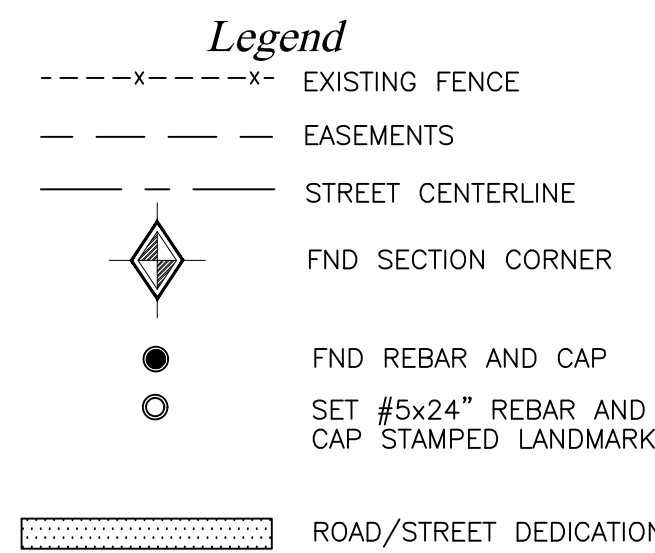 Legend
EXISTING FENCE
EASEMENTS
STREET CENTERLINE
FND SECTION CORNER
FND REBAR AND CAP
SET #5x24" REBAR AND
CAP STAMPED LANDMARK
ROAD/STREET DEDICATION